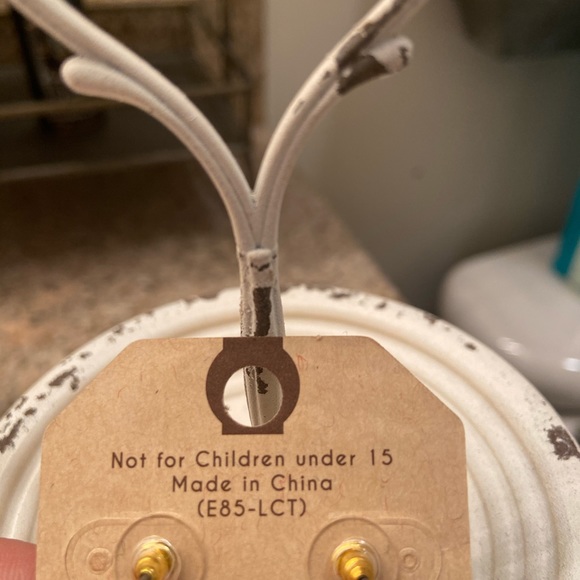 Not for Children under 15
Made in China
(E85-LCT)